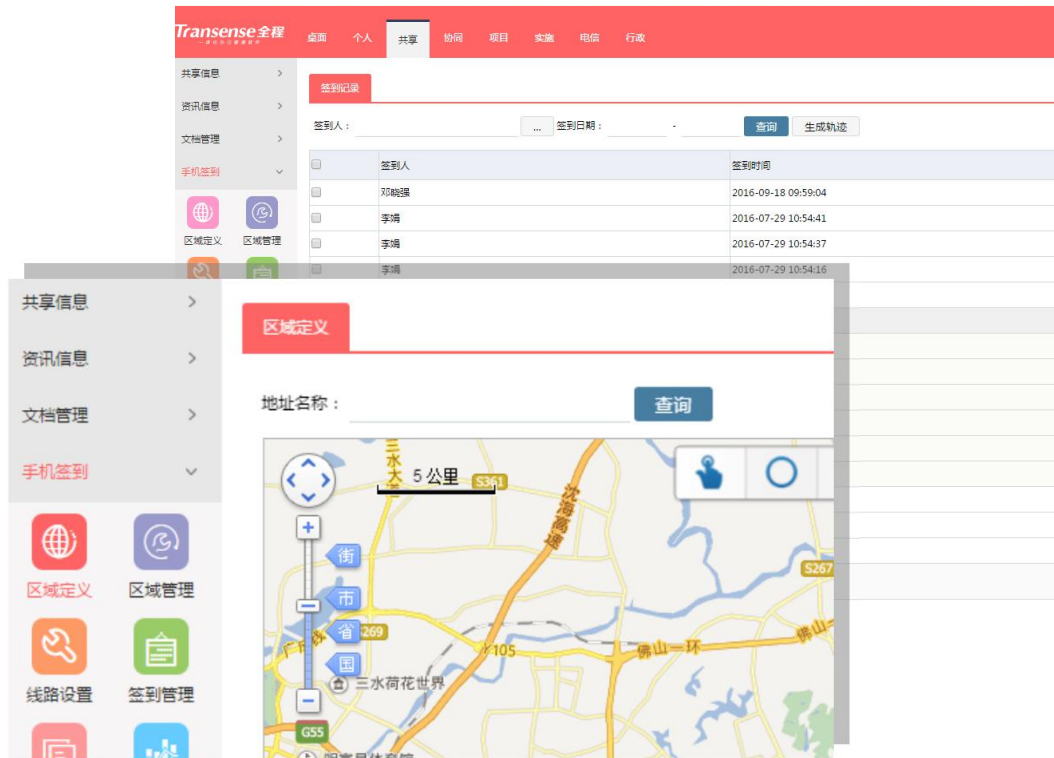 Transense全程
桌面 个人 共享 协同 项目 实施 电信 行政
共享信息 >
资讯信息 >
文档管理 >
手机签到
区域定义 区域管理
签到记录
签到人： ... 签到日期： - 查询 生成轨迹
签到人 签到时间
邓晓强 2016-09-18 09:59:04
李娟 2016-07-29 10:54:41
李娟 2016-07-29 10:54:37
李娟 2016-07-29 10:54:16
共享信息 >
资讯信息 >
文档管理 >
手机签到
区域定义 区域管理
线路设置 签到管理
区域定义
地址名称： 查询
三水大道
5 公里
S361
沈海高速
街
市
省
国
S267
269
105
佛山一环
佛山一
三水荷花世界
G55